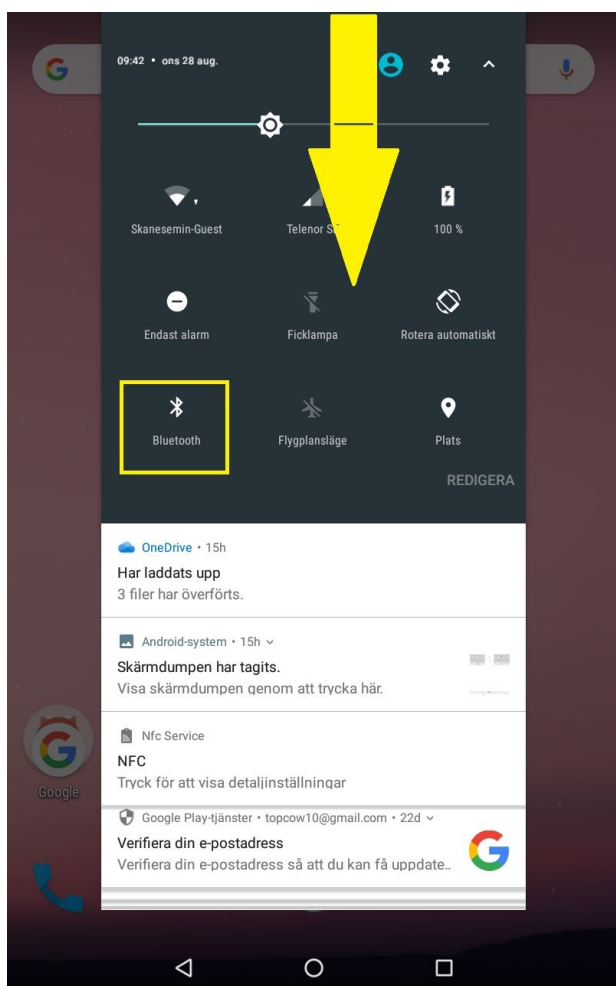 09:42 • ons 28 aug.
Skanesemin-Guest
Telenor S
100 %
Endast alarm
Ficklampa
Rotera automatiskt
Bluetooth
Flygplansläge
Plats
REDIGERA
OneDrive • 15h
Har laddats upp
3 filer har överförts.
Android-system • 15h
Skärmdumpen har tagits.
Visa skärmdumpen genom att trycka här.
Nfc Service
NFC
Tryck för att visa detaljinställningar
Google Play-tjänster • topcow10@gmail.com • 22d
Verifiera din e-postadress
Verifiera din e-postadress så att du kan få uppdate..
Google